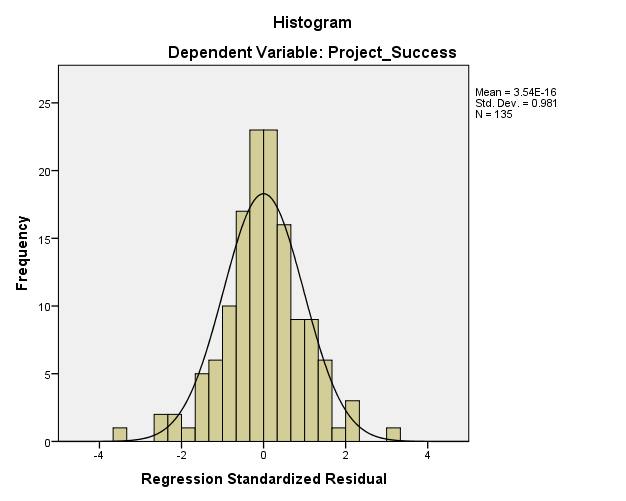 Histogram
Dependent Variable: Project_Success
Mean = 3.54E-16
Std. Dev. = 0.981
N = 135
Frequency
25
20
15
10
5
0
-4 -2 0 2 4
Regression Standardized Residual